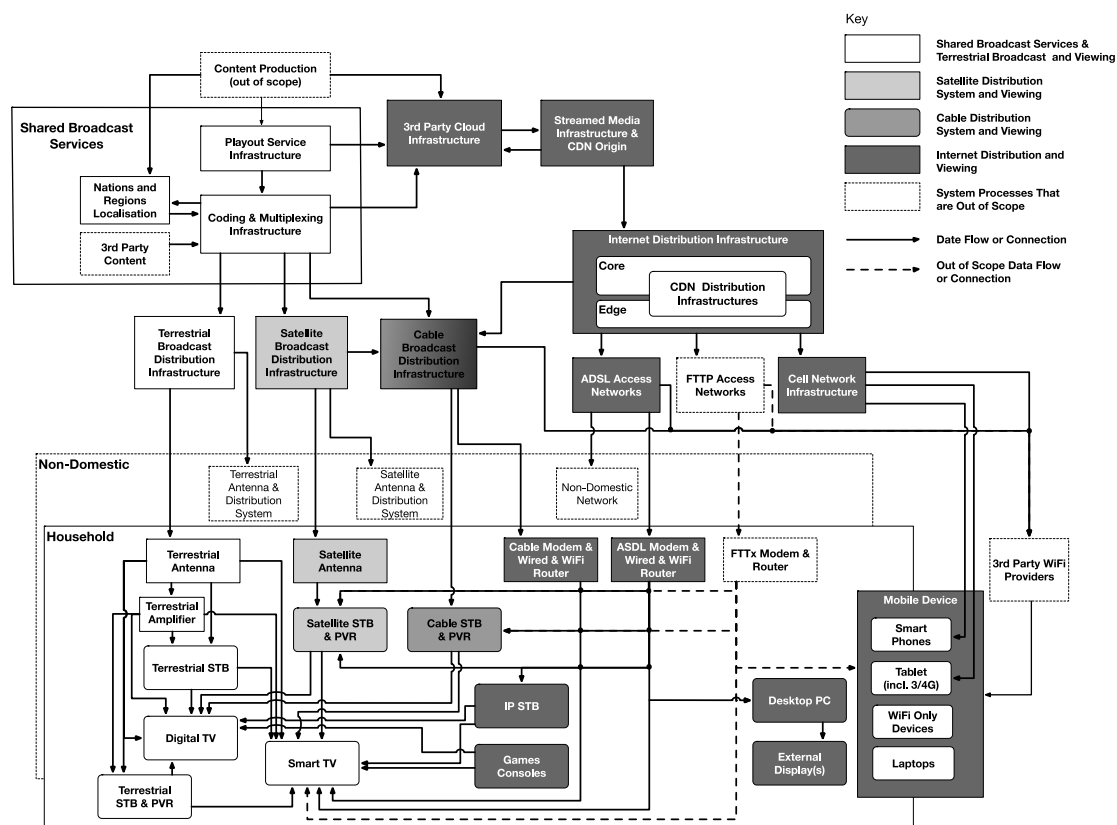 Key
Shared Broadcast Services &
Terrestrial Broadcast and Viewing
Satellite Distribution
System and Viewing
Cable Distribution
System and Viewing
Internet Distribution and
Viewing
System Processes That
are Out of Scope
Date Flow or Connection
Out of Scope Data Flow
or Connection
Content Production
(out of scope)
Shared Broadcast
Services
Playout Service
Infrastructure
3rd Party Cloud
Infrastructure
Streamed Media
Infrastructure &
CDN Origin
Nations and
Regions
Localisation
Coding & Multiplexing
Infrastructure
3rd Party
Content
Internet Distribution Infrastructure
Core
CDN Distribution
Infrastructures
Edge
Terrestrial
Broadcast
Distribution
Infrastructure
Satellite
Broadcast
Distribution
Infrastructure
Cable
Broadcast
Distribution
Infrastructure
ADSL Access
Networks
FTTP Access
Networks
Cell Network
Infrastructure
Non-Domestic
Terrestrial
Antenna &
Distribution
System
Satellite
Antenna &
Distribution
System
Non-Domestic
Network
Household
Terrestrial
Antenna
Satellite
Antenna
Cable Modem &
Wired & WiFi
Router
ASDL Modem &
Wired & WiFi
Router
FTTx Modem &
Router
3rd Party WiFi
Providers
Terrestrial
Amplifier
Satellite STB
& PVR
Cable STB
& PVR
Mobile Device
Smart
Phones
Terrestrial STB
Tablet
(incl. 3/4G)
IP STB
Desktop PC
WiFi Only
Devices
Digital TV
Smart TV
Games
Consoles
External
Display(s)
Laptops
Terrestrial
STB & PVR